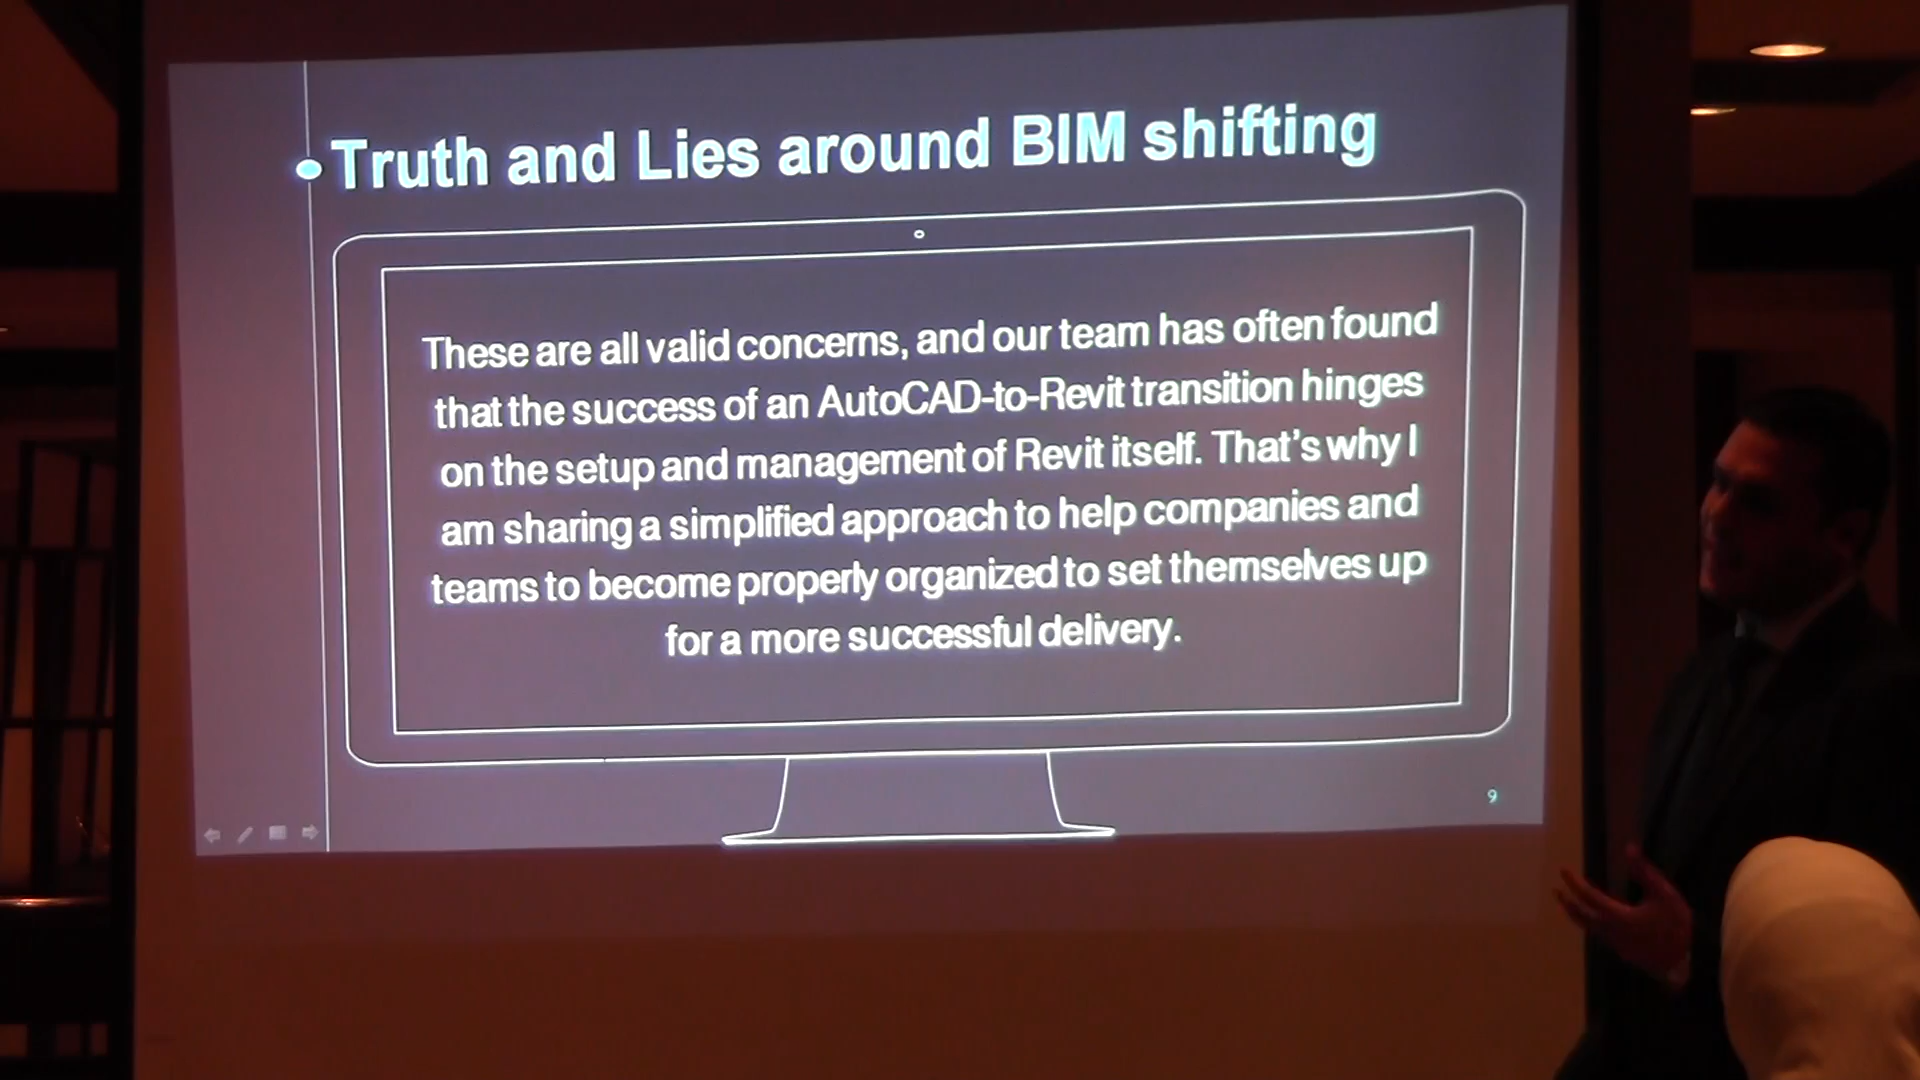 Truth and Lies around BIM shifting
These are all valid concerns, and our team has often found
that the success of an AutoCAD-to-Revit transition hinges
on the setup and management of Revit itself. That's why I
am sharing a simplified approach to help companies and
teams to become properly organized to set themselves up
for a more successful delivery.
9